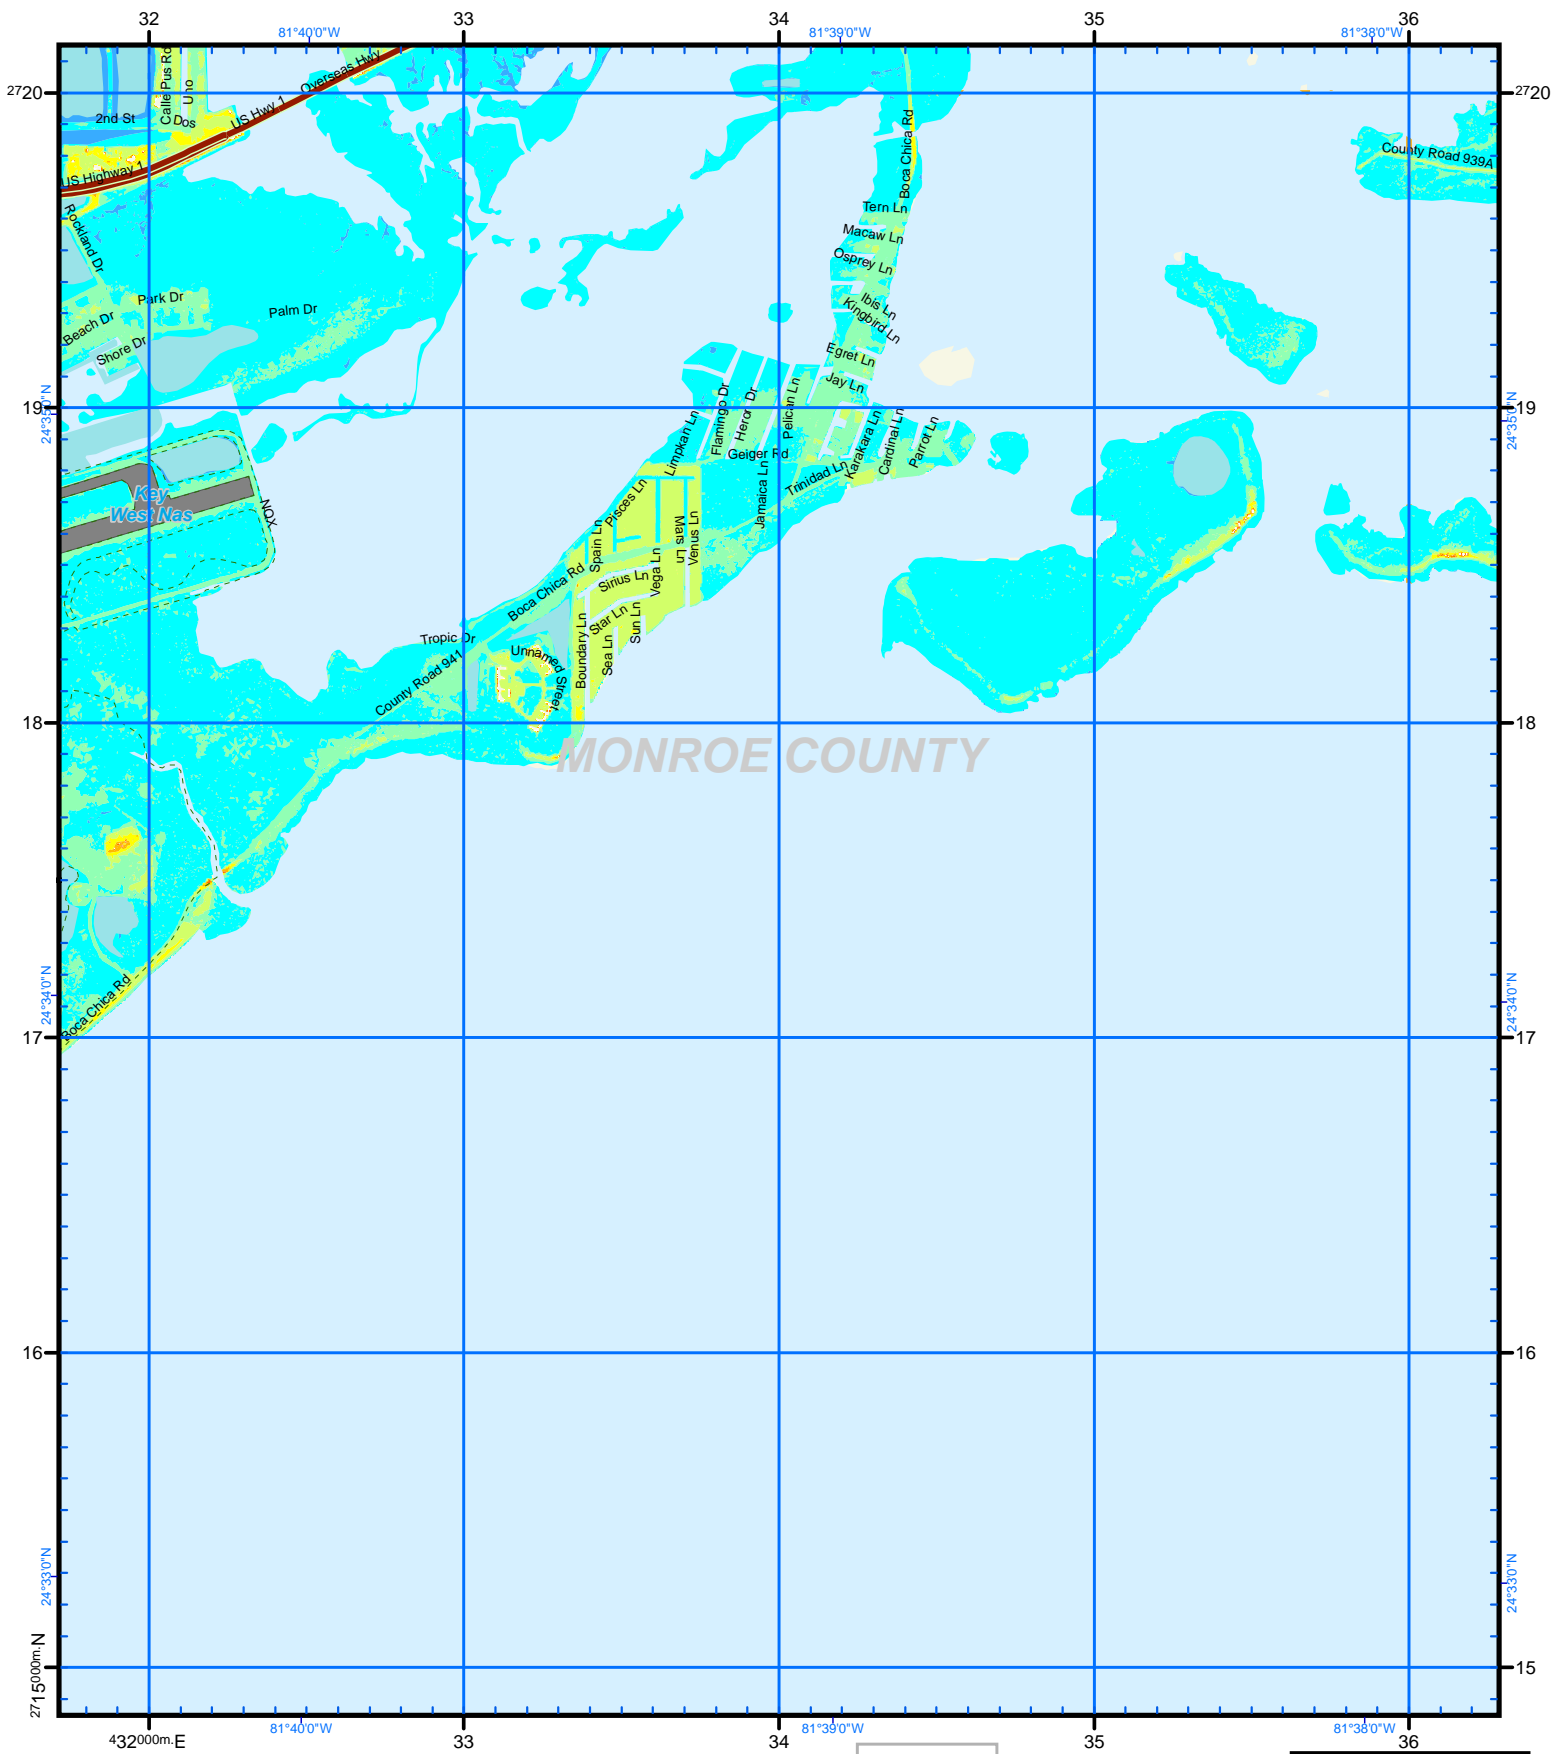 32 33 34 35 36
81°40'0"W 81°39'0"W 81°38'0"W
2720 2720
Overseas Hwy
Calle Pus Ro
Uno
2nd St
Dos
US Hwy 1
US Highway 1
Boca Chica Rd
County Road 939A
Rockland Dr
Tern Ln
Macaw Ln
Osprey Ln
Park Dr
Palm Dr
Ibis Ln
Kingbird Ln
Beach Dr
Shore Dr
Egret Ln
Jay Ln
19 19
24°35'0"N 24°35'0"N
Limpkan Ln
Flamingo Dr
Heror Dr
Pelican Ln
Karakara Ln
Cardinal Ln
Parrot Ln
Geiger Rd
Trinidad Ln
Jamaica Ln
Key
West Nas
NQX
Pisces Ln
Spain Ln
Mars Ln
Venus Ln
Vega Ln
Sirius Ln
Boca Chica Rd
Star Ln
Sun Ln
Sea Ln
Boundary Ln
Tropic Dr
County Road 941
Unnamed Street
18 18
MONROE COUNTY
24°34'0"N 24°34'0"N
Boca Chica Rd
17 17
16 16
24°33'0"N 24°33'0"N
2715000m.N 15
81°40'0"W 81°39'0"W 81°38'0"W
432000m.E 33 34 35 36